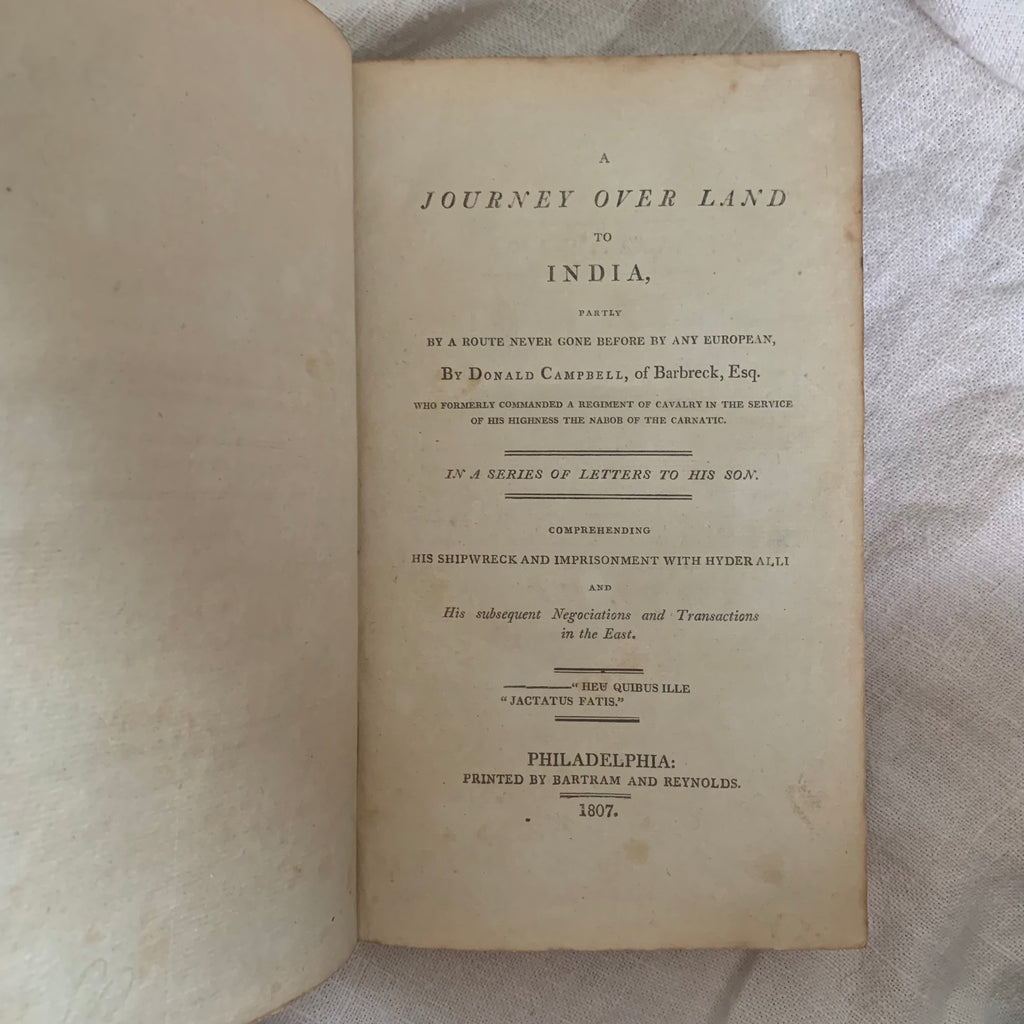 A
JOURNEY OVER LAND
TO
INDIA,
PARTLY
BY A ROUTE NEVER GONE BEFORE BY ANY EUROPEAN,
BY DONALD CAMPBELL, of Barbreck, Esq.
WHO FORMERLY COMMANDED A REGIMENT OF CAVALRY IN THE SERVICE
OF HIS HIGHNESS THE NABOB OF THE CARNATIC.
IN A SERIES OF LETTERS TO HIS SON.
COMPREHENDING
HIS SHIPWRECK AND IMPRISONMENT WITH HYDER ALLI
AND
His subsequent Negociations and Transactions
in the East.
———“ HEU QUIBUS ILLE
“ JACTATUS FATIS.”
PHILADELPHIA:
PRINTED BY BARTRAM AND REYNOLDS.
1807.